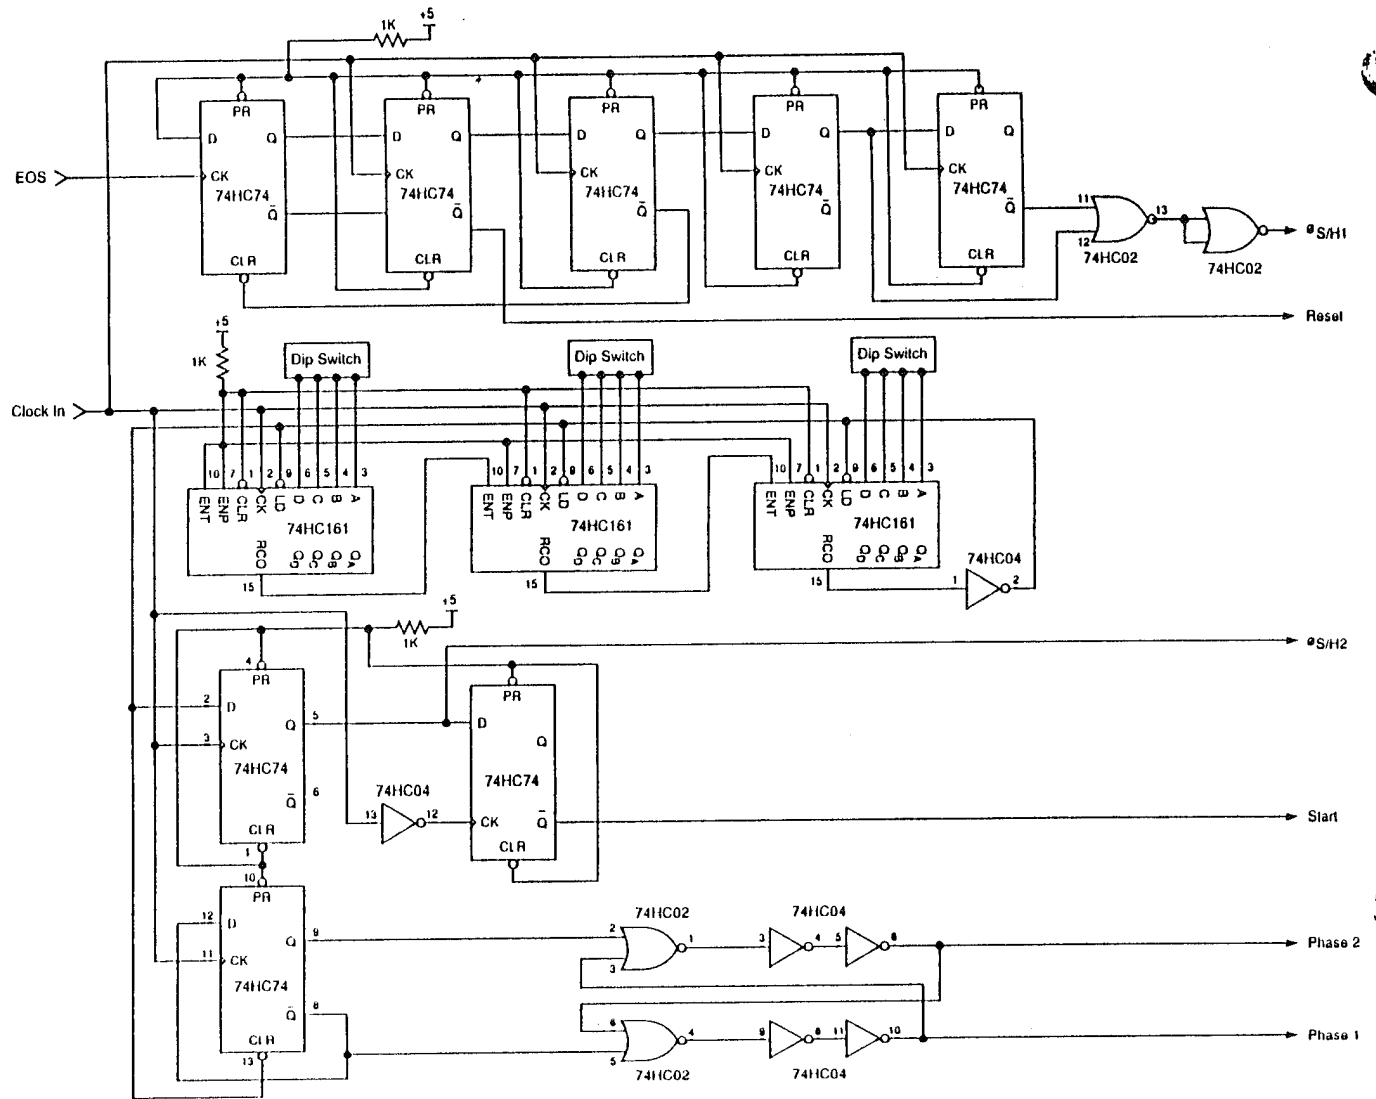 +5
1K
PR PR PR PR PR
D Q D Q D Q D Q D Q
EOS CK CK CK CK CK
74HC74 74HC74 74HC74 74HC74 74HC74
Q̅ Q̅ Q̅ Q̅ Q̅
CLR CLR CLR CLR CLR
11 12 13
74HC02 74HC02
ø S/H1
Reset
+5
1K
Dip Switch Dip Switch Dip Switch
Clock In
10 7 1 2 9 6 5 4 3
ENT ENP CLR CK LD D C B A
74HC161
RCO QD QC QB QA
15
10 7 1 2 9 6 5 4 3
ENT ENP CLR CK LD D C B A
74HC161
RCO QD QC QB QA
15
10 7 1 2 9 6 5 4 3
ENT ENP CLR CK LD D C B A
74HC161
RCO QD QC QB QA
15
74HC04
1 2
+5
1K
ø S/H2
4
PR
2 D Q 5
3 CK
74HC74
Q̅ 6
CLR
1
PR
D Q
74HC74
CK Q̅
CLR
74HC04
13 12
Start
10
PR
12 D Q 9
11 CK
74HC74
Q̅ 8
CLR
13
74HC02 74HC04
2 3 1 3 4 5 6
Phase 2
6 5 4 9 8 11 10
Phase 1
74HC02 74HC04